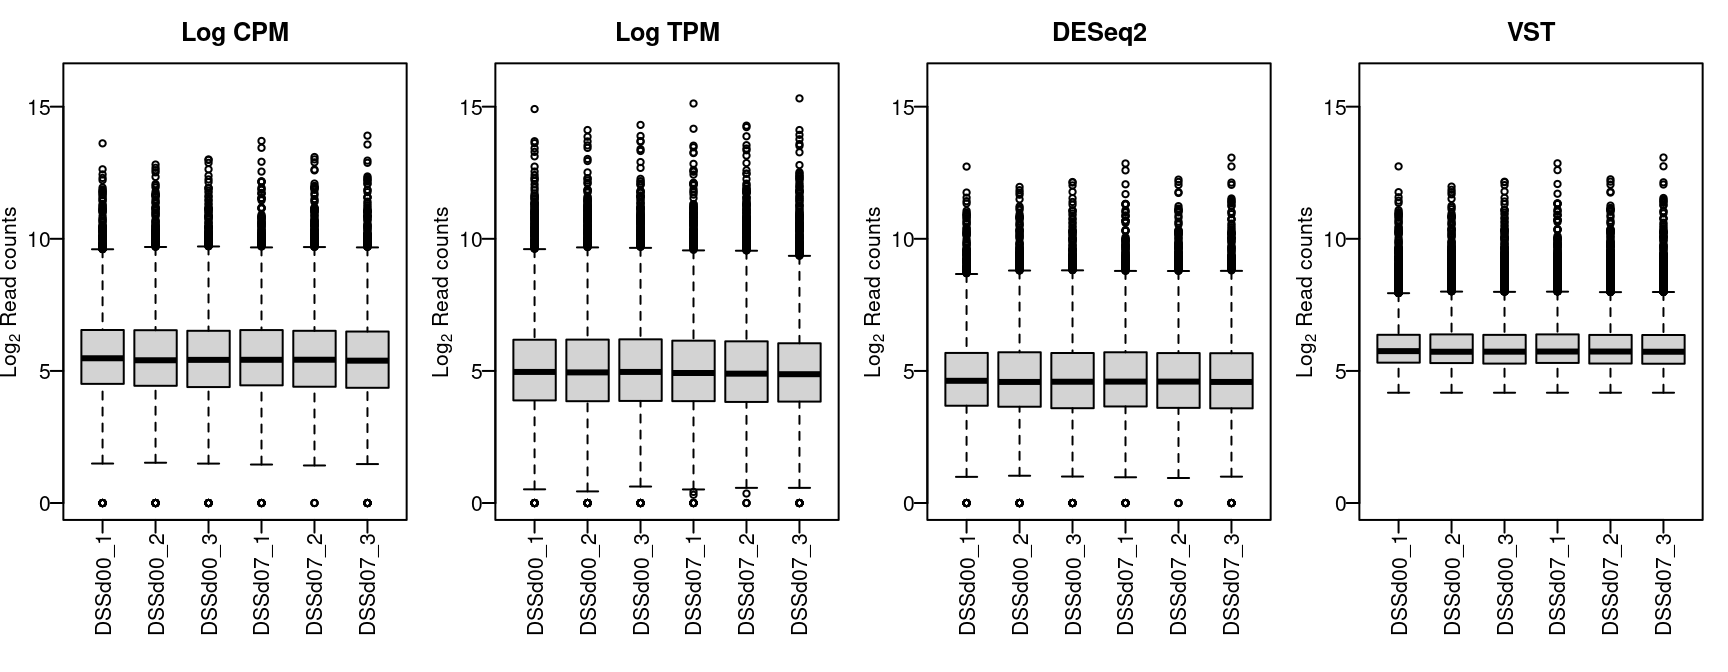 Log CPM
Log₂ Read counts
15
10
5
0
DSSd00_1
DSSd00_2
DSSd00_3
DSSd07_1
DSSd07_2
DSSd07_3
Log TPM
Log₂ Read counts
15
10
5
0
DSSd00_1
DSSd00_2
DSSd00_3
DSSd07_1
DSSd07_2
DSSd07_3
DESeq2
Log₂ Read counts
15
10
5
0
DSSd00_1
DSSd00_2
DSSd00_3
DSSd07_1
DSSd07_2
DSSd07_3
VST
Log₂ Read counts
15
10
5
0
DSSd00_1
DSSd00_2
DSSd00_3
DSSd07_1
DSSd07_2
DSSd07_3